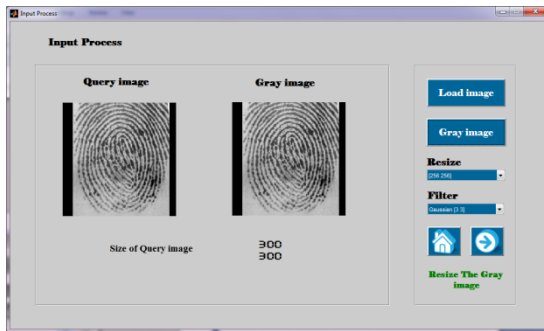 Input Process
Input Process
Query image
Gray image
Size of Query image
300
300
Load image
Gray image
Resize
[256 256]
Filter
Gaussian [3 3]
Resize The Gray
image